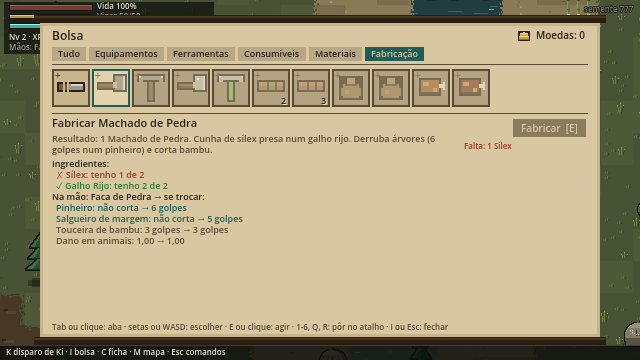 Vida 100%
semente 777
Bolsa
Moedas: 0
Tudo Equipamentos Ferramentas Consumíveis Materiais Fabricação
2 3
Fabricar Machado de Pedra
Fabricar [E]
Resultado: 1 Machado de Pedra. Cunha de sílex presa num galho rijo. Derruba árvores (6
golpes num pinheiro) e corta bambu.
Falta: 1 Sílex
Ingredientes:
✗ Sílex: tenho 1 de 2
✓ Galho Rijo: tenho 2 de 2
Na mão: Faca de Pedra → se trocar:
Pinheiro: não corta → 6 golpes
Salgueiro de margem: não corta → 5 golpes
Touceira de bambu: 3 golpes → 3 golpes
Dano em animais: 1,00 → 1,00
Tab ou clique: aba · setas ou WASD: escolher · E ou clique: agir · 1-6, Q, R: pôr no atalho · I ou Esc: fechar
K disparo de Ki · I bolsa · C ficha · M mapa · Esc comandos